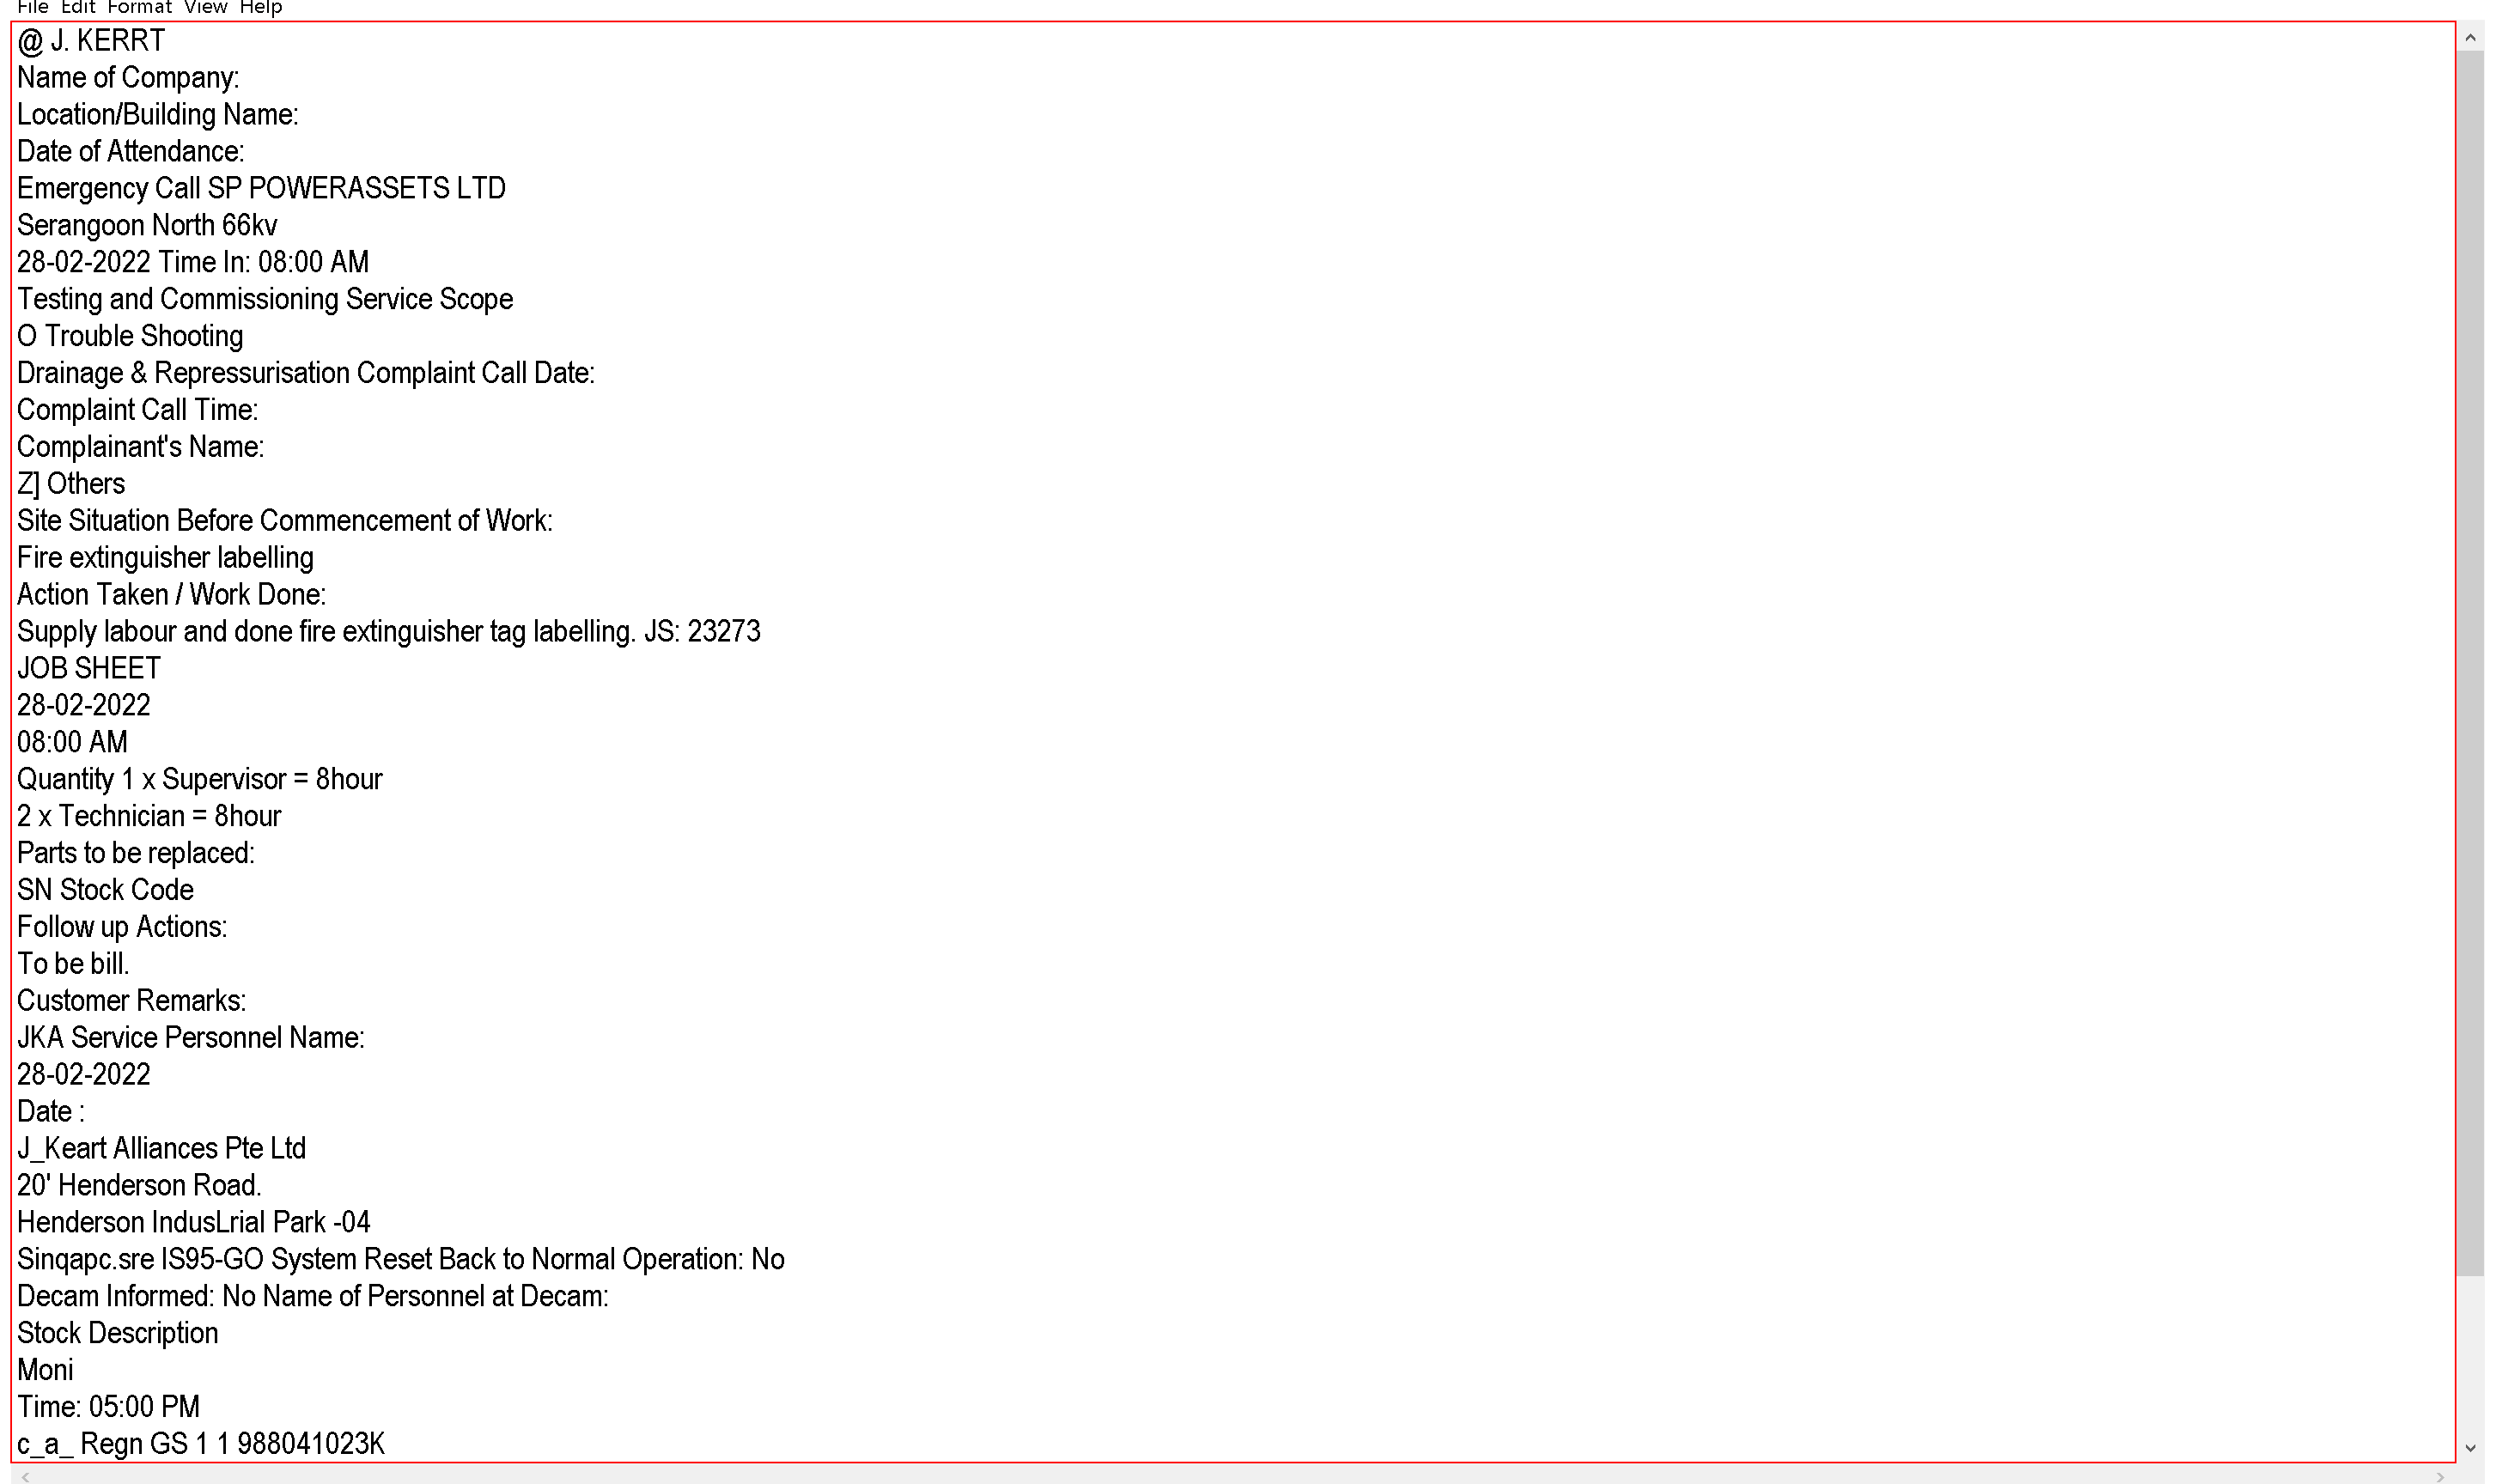 File Edit Format View Help
@ J. KERRT
Name of Company:
Location/Building Name:
Date of Attendance:
Emergency Call SP POWERASSETS LTD
Serangoon North 66kv
28-02-2022 Time In: 08:00 AM
Testing and Commissioning Service Scope
O Trouble Shooting
Drainage & Repressurisation Complaint Call Date:
Complaint Call Time:
Complainant's Name:
Z] Others
Site Situation Before Commencement of Work:
Fire extinguisher labelling
Action Taken / Work Done:
Supply labour and done fire extinguisher tag labelling. JS: 23273
JOB SHEET
28-02-2022
08:00 AM
Quantity 1 x Supervisor = 8hour
2 x Technician = 8hour
Parts to be replaced:
SN Stock Code
Follow up Actions:
To be bill.
Customer Remarks:
JKA Service Personnel Name:
28-02-2022
Date :
J_Keart Alliances Pte Ltd
20' Henderson Road.
Henderson IndusLrial Park -04
Sinqapc.sre IS95-GO System Reset Back to Normal Operation: No
Decam Informed: No Name of Personnel at Decam:
Stock Description
Moni
Time: 05:00 PM
c_a_ Regn GS 1 1 988041023K